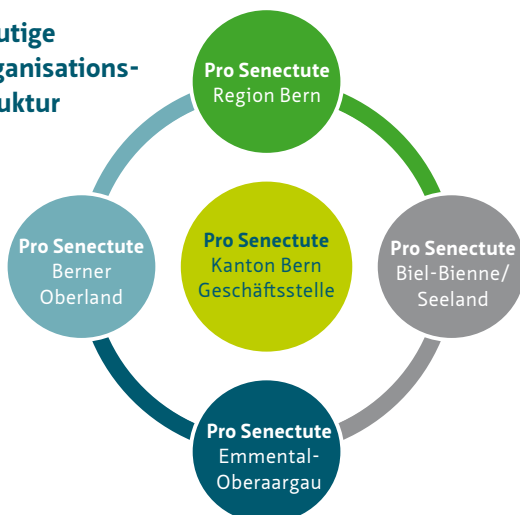 utige
ganisations-
uktur
Pro Senectute
Region Bern
Pro Senectute
Berner
Oberland
Pro Senectute
Kanton Bern
Geschäftsstelle
Pro Senectute
Biel-Bienne/
Seeland
Pro Senectute
Emmental-
Oberaargau